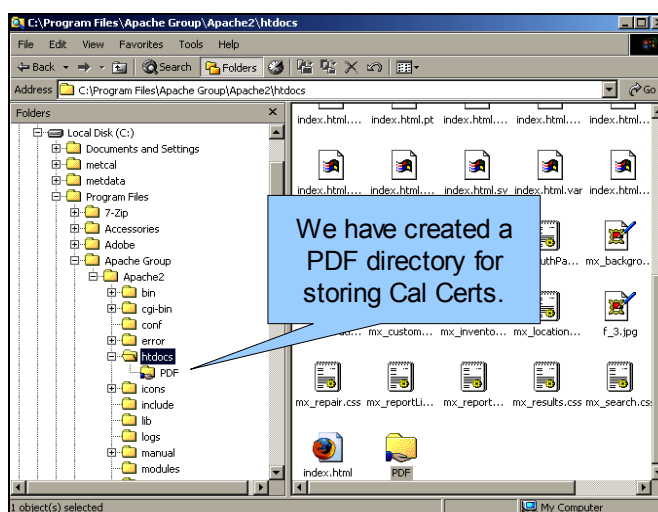 C:\Program Files\Apache Group\Apache2\htdocs
File Edit View Favorites Tools Help
Back Search Folders
Address C:\Program Files\Apache Group\Apache2\htdocs Go
Folders
Local Disk (C:)
Documents and Settings
metcal
metdata
Program Files
7-Zip
Accessories
Adobe
Apache Group
Apache2
bin
cgi-bin
conf
error
htdocs
PDF
icons
include
lib
logs
manual
modules
index.html.... index.html.pt index.html.... index.html.... index.html....
index.html.... index.html.... index.html.sv index.html.var index.html...
We have created a
PDF directory for
storing Cal Certs.
mx_backgro...
mx_custom... mx_invento... mx_location... f_3.jpg
mx_repair.css mx_reportLi... mx_report... mx_results.css mx_search.cs
index.html PDF
1 object(s) selected My Computer